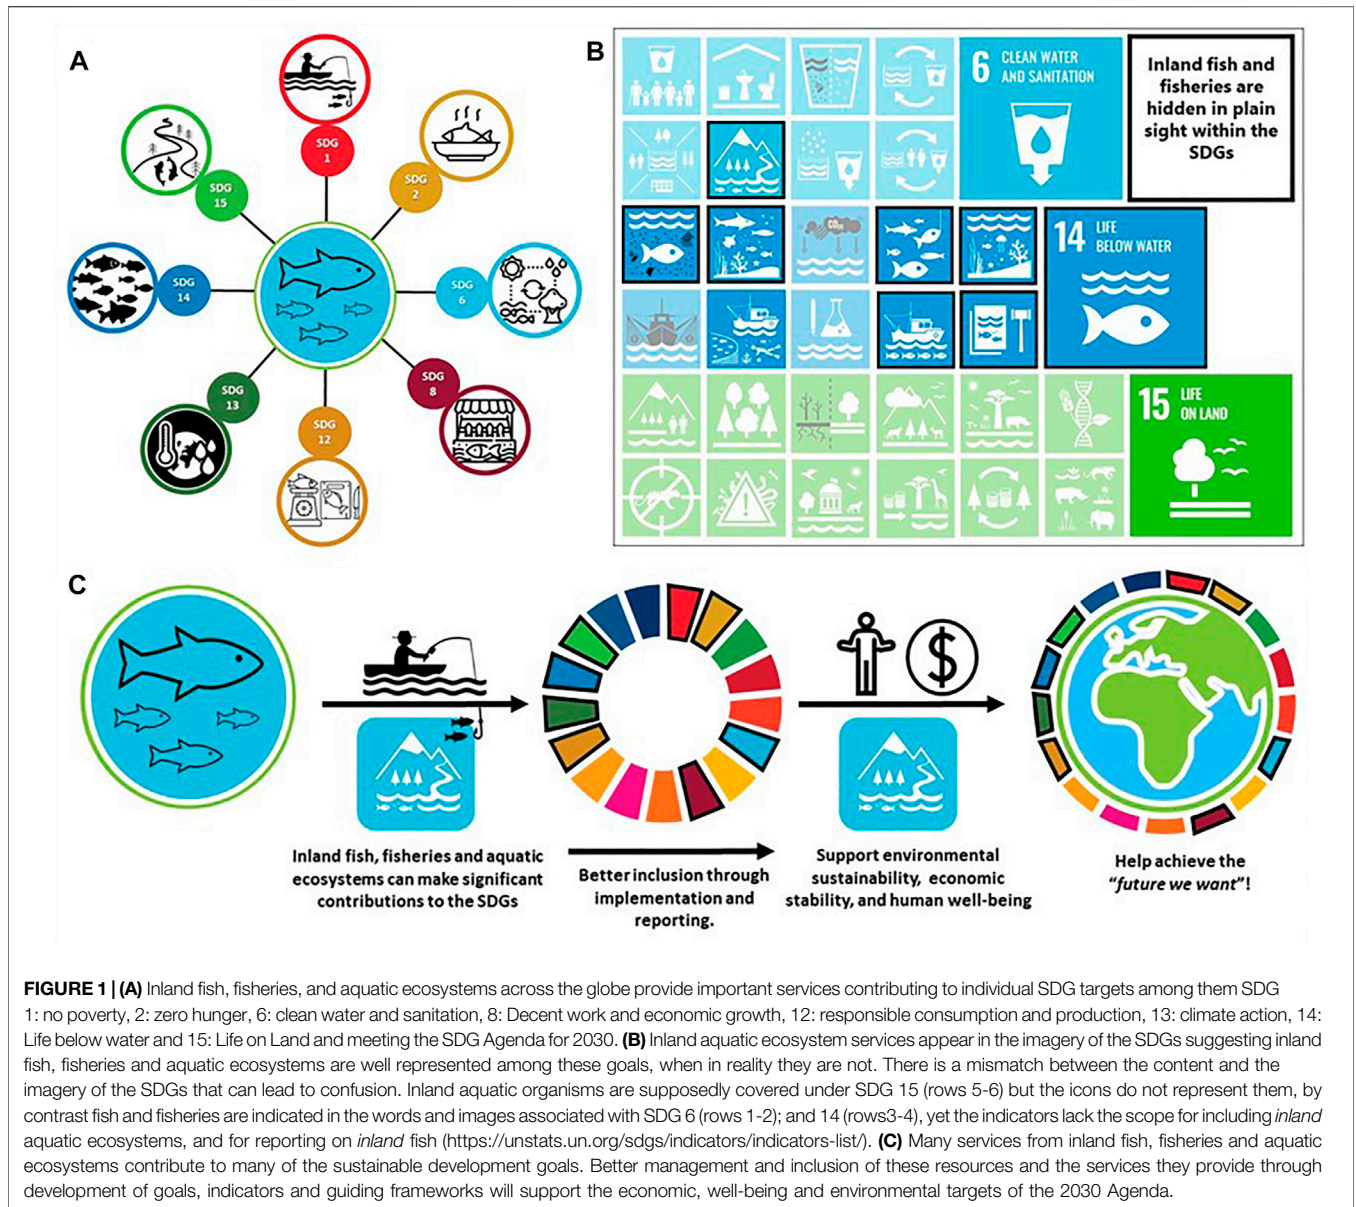 A
SDG
1
SDG
2
SDG
6
SDG
8
SDG
12
SDG
13
SDG
14
SDG
15
B
6 CLEAN WATER
AND SANITATION
Inland fish and
fisheries are
hidden in plain
sight within the
SDGs
CO₂
14 LIFE
BELOW WATER
15 LIFE
ON LAND
C
$
Inland fish, fisheries and aquatic
ecosystems can make significant
contributions to the SDGs
Better inclusion through
implementation and
reporting.
Support environmental
sustainability, economic
stability, and human well-being
Help achieve the
“future we want”!
FIGURE 1 | (A) Inland fish, fisheries, and aquatic ecosystems across the globe provide important services contributing to individual SDG targets among them SDG
1: no poverty, 2: zero hunger, 6: clean water and sanitation, 8: Decent work and economic growth, 12: responsible consumption and production, 13: climate action, 14:
Life below water and 15: Life on Land and meeting the SDG Agenda for 2030. (B) Inland aquatic ecosystem services appear in the imagery of the SDGs suggesting inland
fish, fisheries and aquatic ecosystems are well represented among these goals, when in reality they are not. There is a mismatch between the content and the
imagery of the SDGs that can lead to confusion. Inland aquatic organisms are supposedly covered under SDG 15 (rows 5-6) but the icons do not represent them, by
contrast fish and fisheries are indicated in the words and images associated with SDG 6 (rows 1-2); and 14 (rows3-4), yet the indicators lack the scope for including inland
aquatic ecosystems, and for reporting on inland fish (https://unstats.un.org/sdgs/indicators/indicators-list/). (C) Many services from inland fish, fisheries and aquatic
ecosystems contribute to many of the sustainable development goals. Better management and inclusion of these resources and the services they provide through
development of goals, indicators and guiding frameworks will support the economic, well-being and environmental targets of the 2030 Agenda.